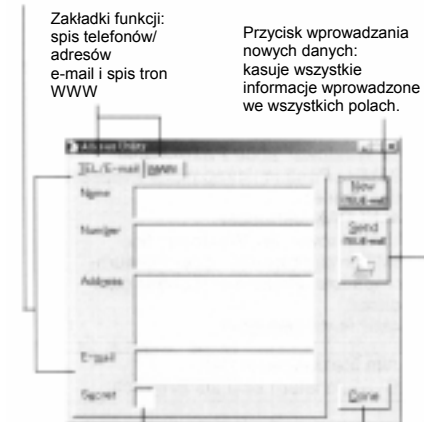 Zakładki funkcji:
spis telefonów/
adresów
e-mail i spis tron
WWW
Przycisk wprowadzania
nowych danych:
kasuje wszystkie
informacje wprowadzone
we wszystkich polach.
Utility
TEL/E-mail WWW
Name
New
Number
Send
Address
E-mail
Secret
Done